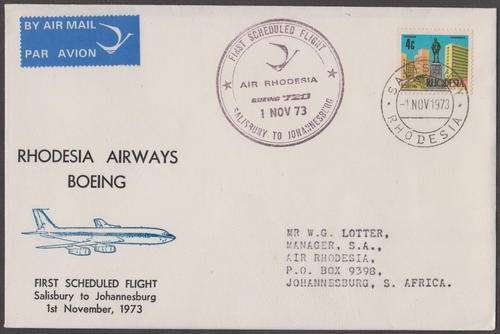 BY AIR MAIL
PAR AVION
FIRST SCHEDULED FLIGHT
AIR RHODESIA
BOEING 720
1 NOV 73
SALISBURY TO JOHANNESBURG
4c
RHODESIA
-1 NOV 1973
RHODESIA
RHODESIA AIRWAYS
BOEING
FIRST SCHEDULED FLIGHT
Salisbury to Johannesburg
1st November, 1973
MR W.G. LOTTER,
MANAGER, S.A.,
AIR RHODESIA,
P.O. BOX 9398,
JOHANNESBURG, S. AFRICA.